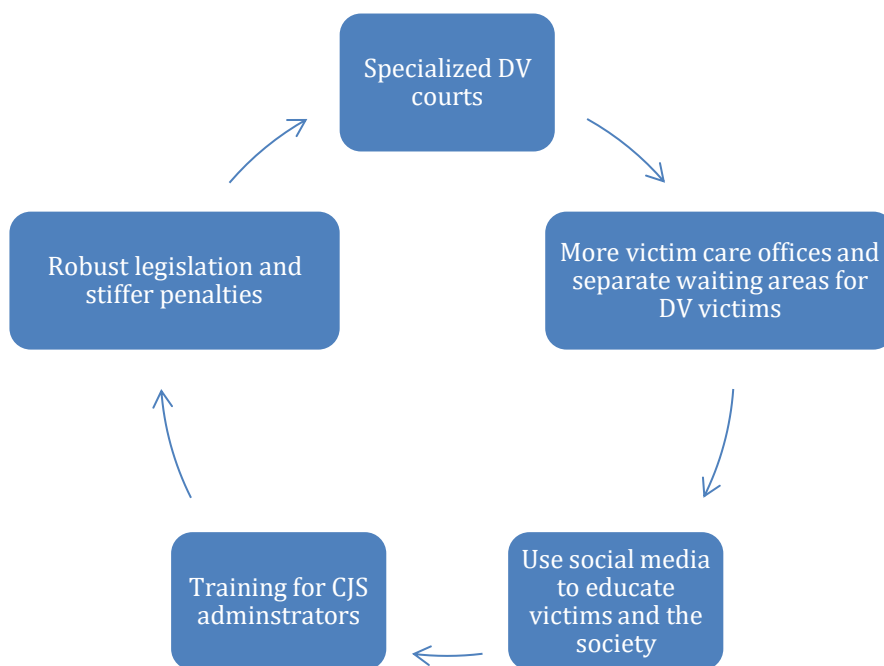 Specialized DV
courts
More victim care offices and
separate waiting areas for
DV victims
Use social media
to educate
victims and the
society
Training for CJS
adminstrators
Robust legislation and
stiffer penalties